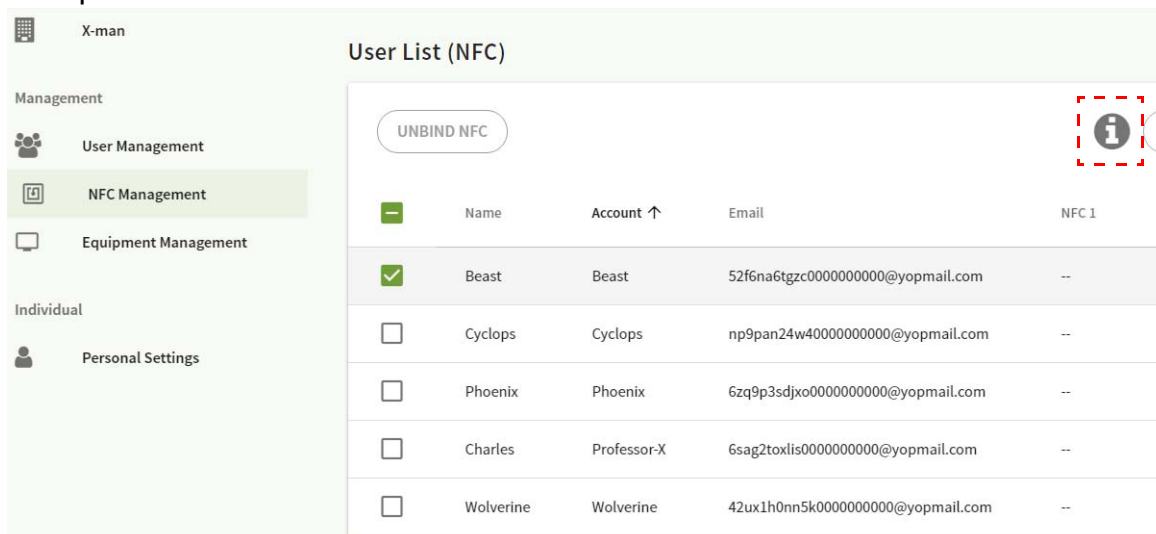 X-man
User List (NFC)
Management
UNBIND NFC
User Management
NFC Management
Equipment Management
Individual
Personal Settings
Name Account ↑ Email NFC 1
Beast Beast 52f6na6tgzc0000000000@yopmail.com --
Cyclops Cyclops np9pan24w40000000000@yopmail.com --
Phoenix Phoenix 6zq9p3sdjxo0000000000@yopmail.com --
Charles Professor-X 6sag2toxlis0000000000@yopmail.com --
Wolverine Wolverine 42ux1h0nn5k0000000000@yopmail.com --